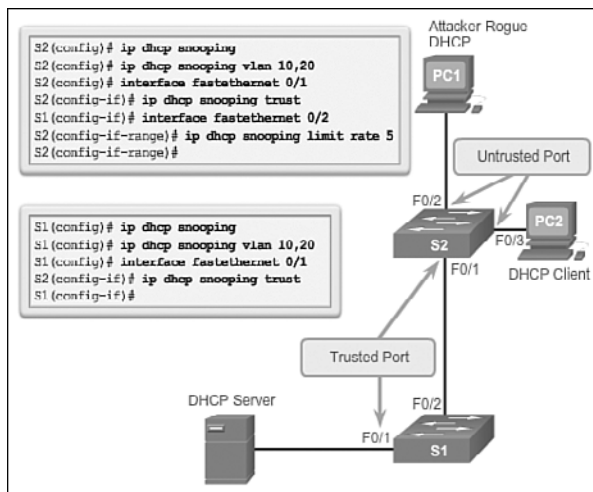 S2(config)# ip dhcp snooping
S2(config)# ip dhcp snooping vlan 10,20
S2(config)# interface fastethernet 0/1
S2(config-if)# ip dhcp snooping trust
S1(config)# interface fastethernet 0/2
S2(config-if-range)# ip dhcp snooping limit rate 5
S2(config-if-range)#
S1(config)# ip dhcp snooping
S1(config)# ip dhcp snooping vlan 10,20
S1(config)# interface fastethernet 0/1
S2(config-if)# ip dhcp snooping trust
S1(config-if)#
Attacker Rogue
DHCP
PC1
Untrusted Port
F0/2
PC2
F0/3
S2
F0/1
DHCP Client
Trusted Port
DHCP Server
F0/2
F0/1
S1